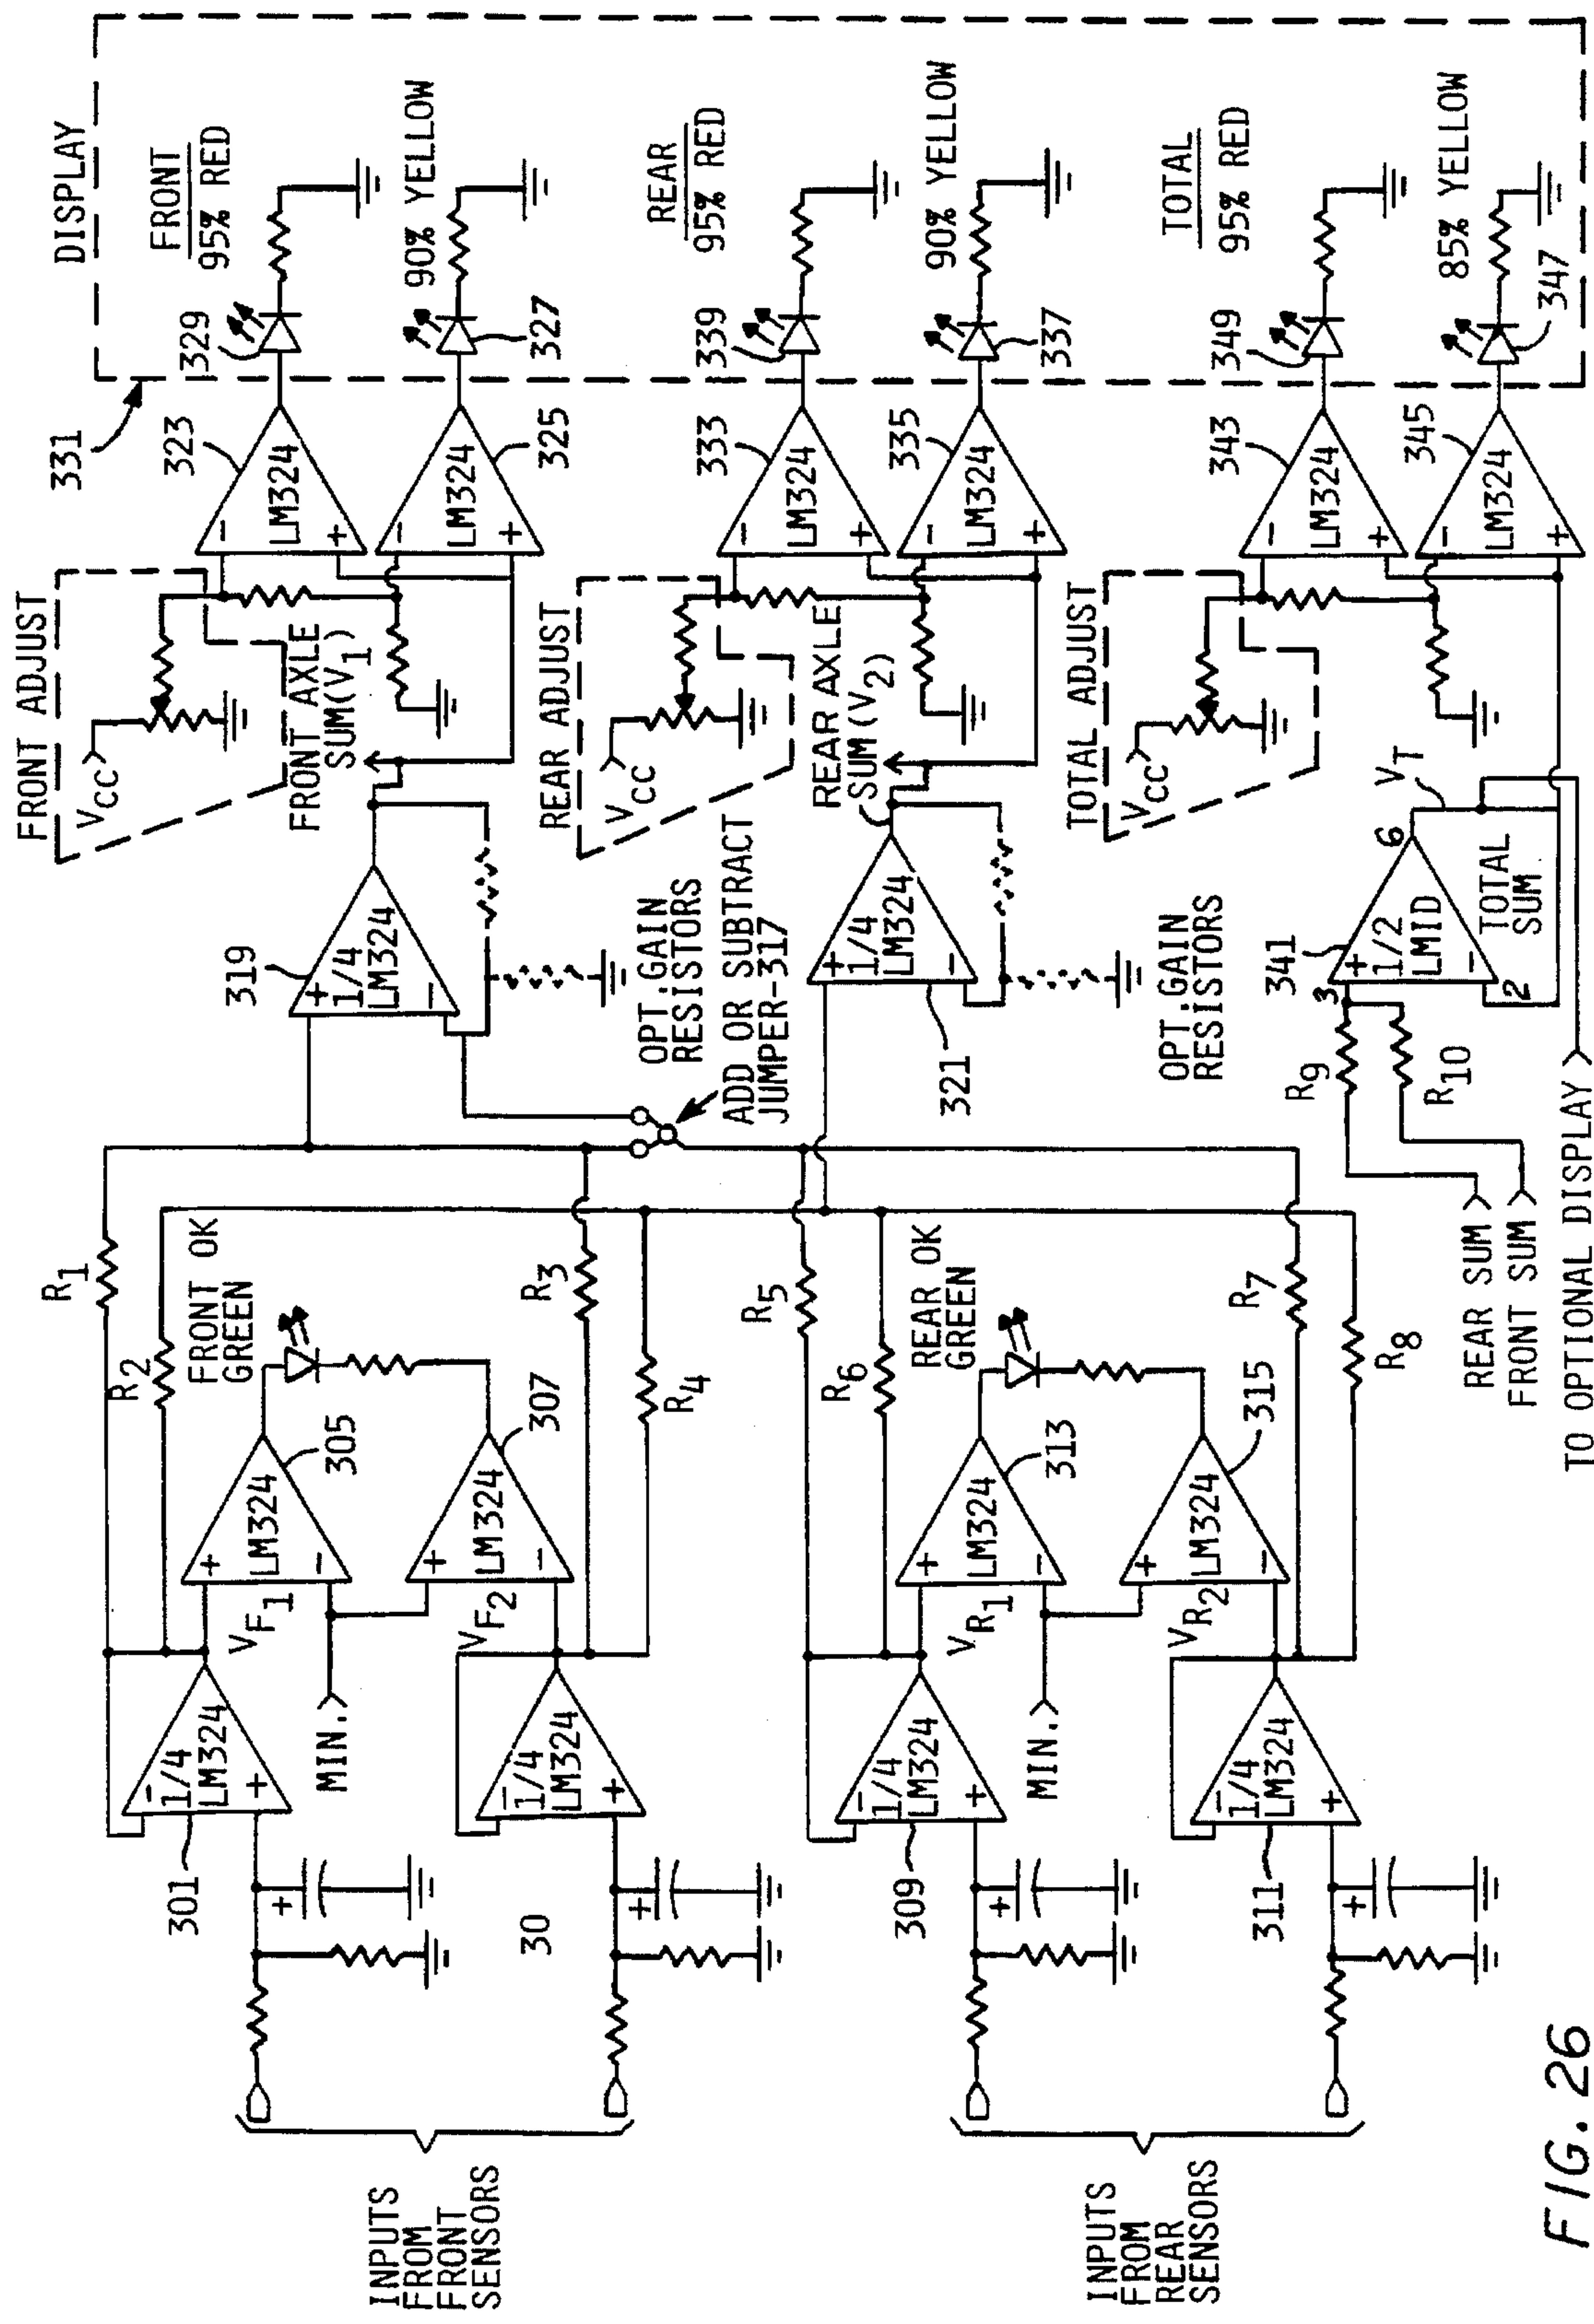 DISPLAY
331
FRONT ADJUST
VCC
FRONT AXLE
SUM(V1)
323
LM324
−
+
325
LM324
−
+
329
FRONT
95% RED
327
90% YELLOW
REAR ADJUST
VCC
REAR AXLE
SUM(V2)
333
LM324
−
+
335
LM324
−
+
339
REAR
95% RED
337
90% YELLOW
TOTAL ADJUST
VCC
343
LM324
−
+
345
LM324
−
+
349
TOTAL
95% RED
347
85% YELLOW
319
+
1/4
LM324
−
OPT.GAIN
RESISTORS
ADD OR SUBTRACT
JUMPER-317
321
+
1/4
LM324
−
OPT.GAIN
RESISTORS
341
3
+
1/2
LMID
−
2
6
VT
TOTAL
SUM
R9
R10
REAR SUM
FRONT SUM
TO OPTIONAL DISPLAY
R1
R2
FRONT OK
GREEN
R3
R4
R5
R6
REAR OK
GREEN
R7
R8
305
+
LM324
−
VF1
MIN.
307
+
LM324
−
VF2
313
+
LM324
−
VR1
MIN.
315
+
LM324
−
VR2
301
−
1/4
LM324
+
+
30
−
1/4
LM324
+
+
309
−
1/4
LM324
+
+
311
−
1/4
LM324
+
+
INPUTS
FROM
FRONT
SENSORS
INPUTS
FROM
REAR
SENSORS
FIG. 26